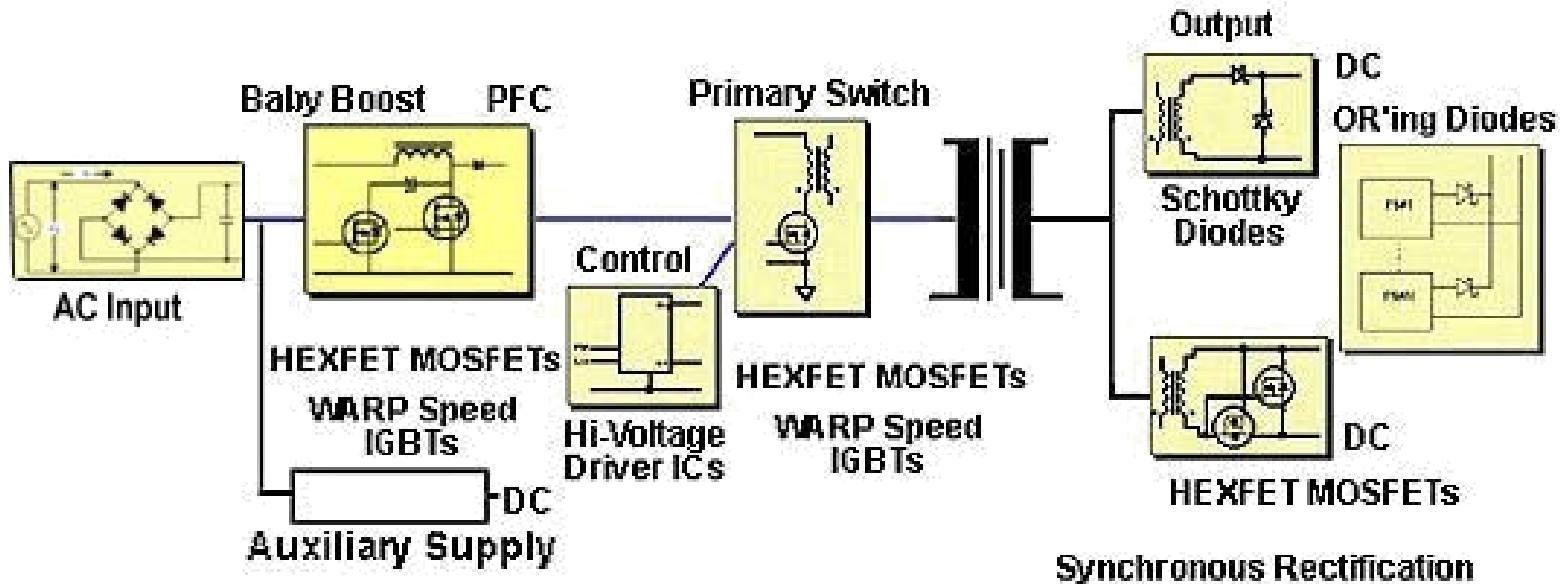 Output
DC
Baby Boost PFC
Primary Switch
OR'ing Diodes
AC Input
Control
Schottky
Diodes
HEXFET MOSFETs
WARP Speed
IGBTs
Hi-Voltage
Driver ICs
HEXFET MOSFETs
WARP Speed
IGBTs
DC
HEXFET MOSFETs
DC
Auxiliary Supply
Synchronous Rectification